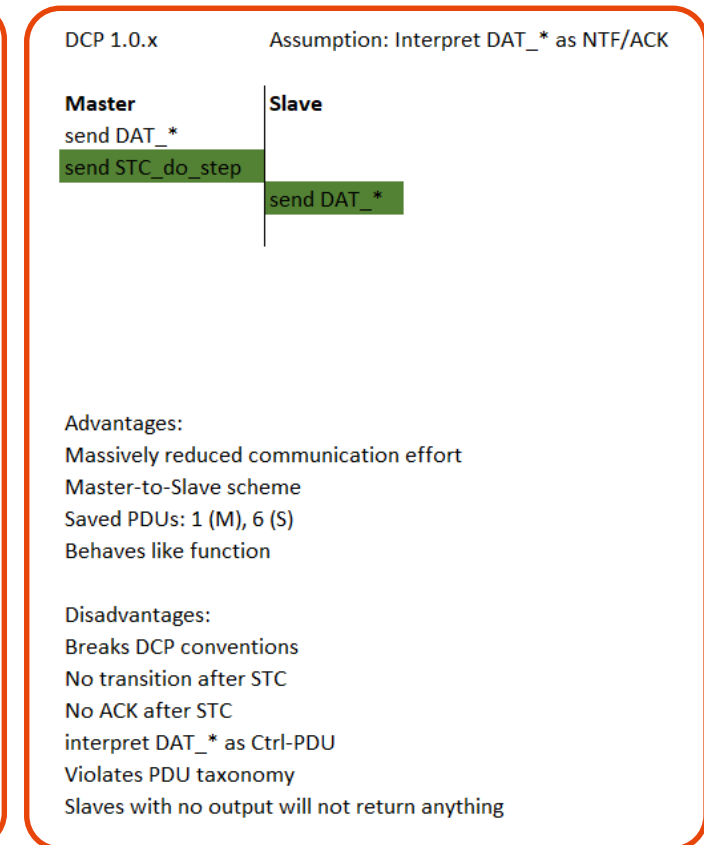 DCP 1.0.x Assumption: Interpret DAT_* as NTF/ACK
Master Slave
send DAT_*
send STC_do_step
send DAT_*
Advantages:
Massively reduced communication effort
Master-to-Slave scheme
Saved PDUs: 1 (M), 6 (S)
Behaves like function
Disadvantages:
Breaks DCP conventions
No transition after STC
No ACK after STC
interpret DAT_* as Ctrl-PDU
Violates PDU taxonomy
Slaves with no output will not return anything